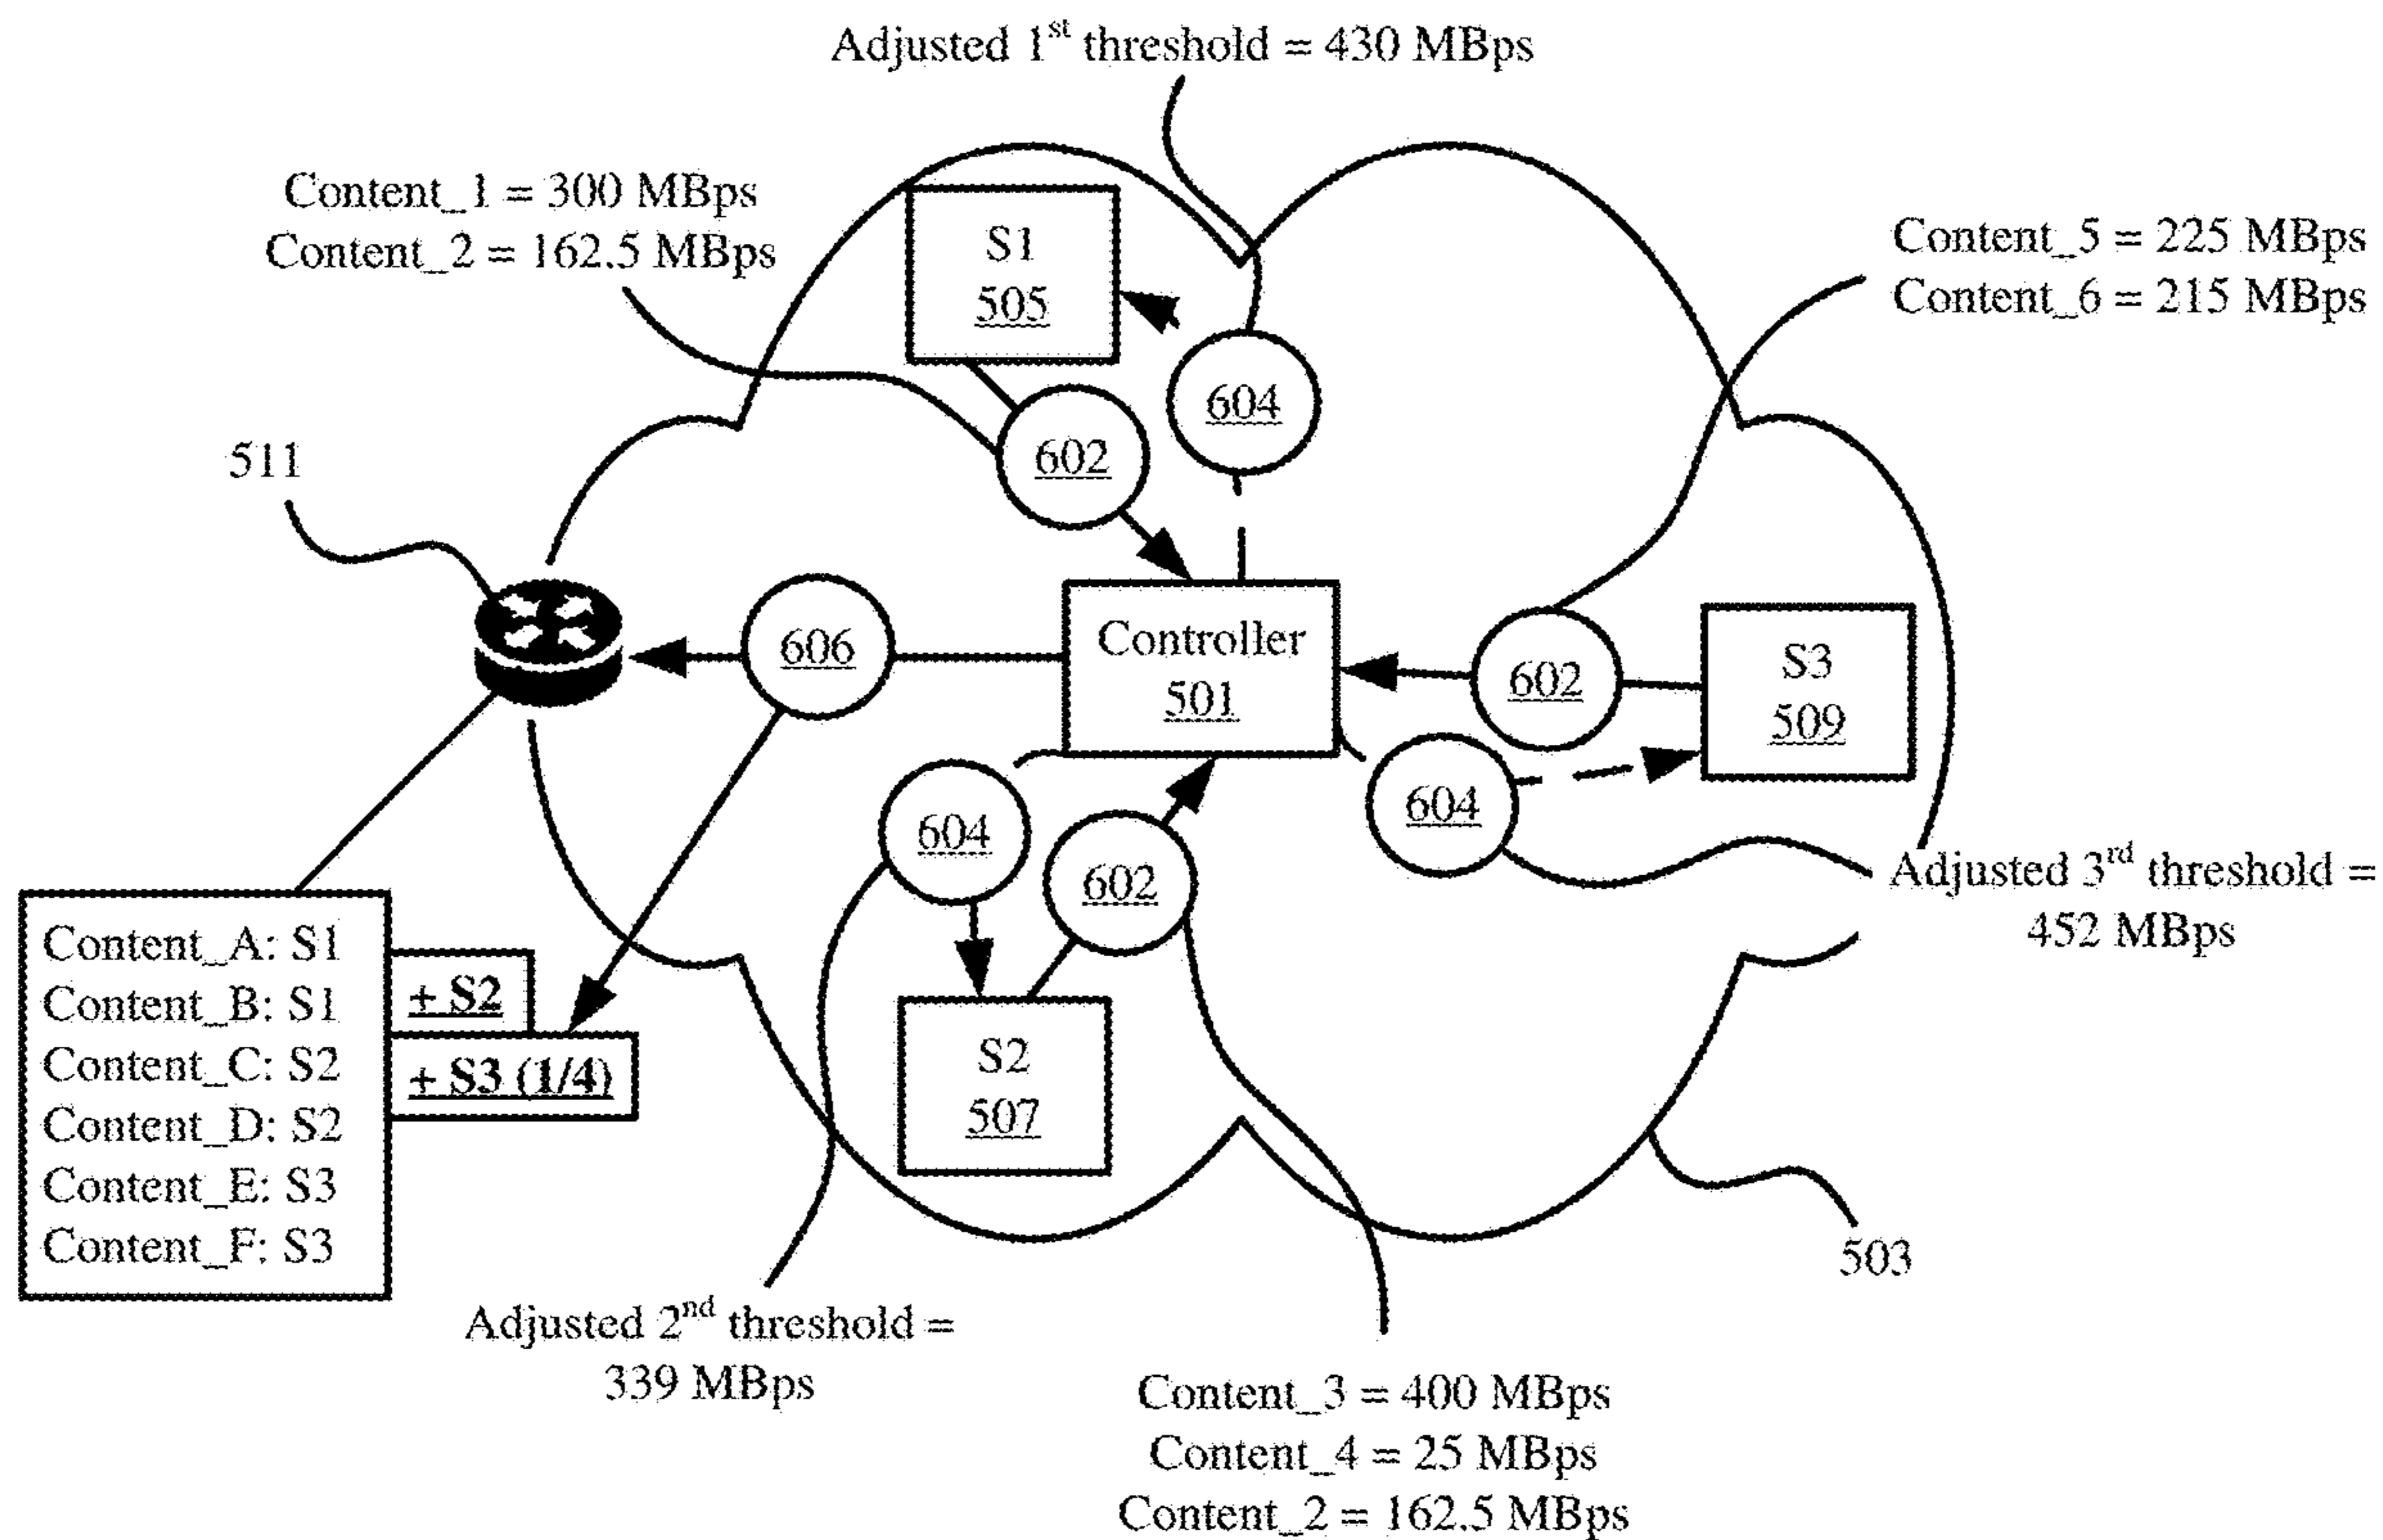 Adjusted 1st threshold = 430 MBps
Content_1 = 300 MBps
Content_2 = 162.5 MBps
S1
505
Content_5 = 225 MBps
Content_6 = 215 MBps
604
602
511
606
Controller
501
602
S3
509
604
604
602
Adjusted 3rd threshold =
452 MBps
Content_A: S1
Content_B: S1
Content_C: S2
Content_D: S2
Content_E: S3
Content_F: S3
+ S2
+ S3 (1/4)
S2
507
503
Adjusted 2nd threshold =
339 MBps
Content_3 = 400 MBps
Content_4 = 25 MBps
Content_2 = 162.5 MBps